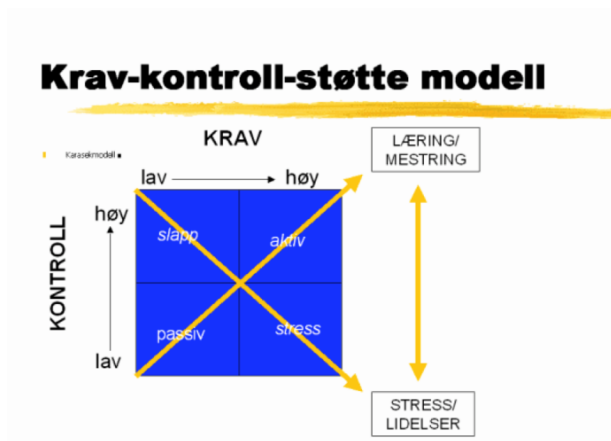 Krav-kontroll-støtte modell
Karasekmodell
KRAV
lav høy
LÆRING/
MESTRING
KONTROLL
høy
lav
slapp aktiv
passiv stress
STRESS/
LIDELSER